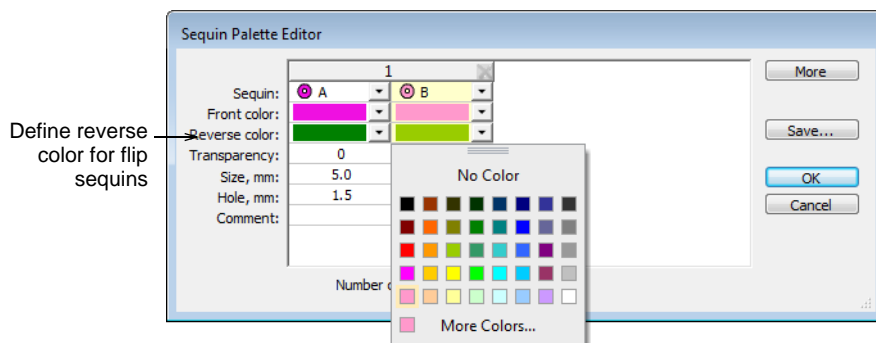 Sequin Palette Editor
1
More
Sequin: A B
Front color:
Define reverse color for flip sequins
Reverse color:
Save...
Transparency: 0
No Color
Size, mm: 5.0
OK
Hole, mm: 1.5
Cancel
Comment:
Number
More Colors...